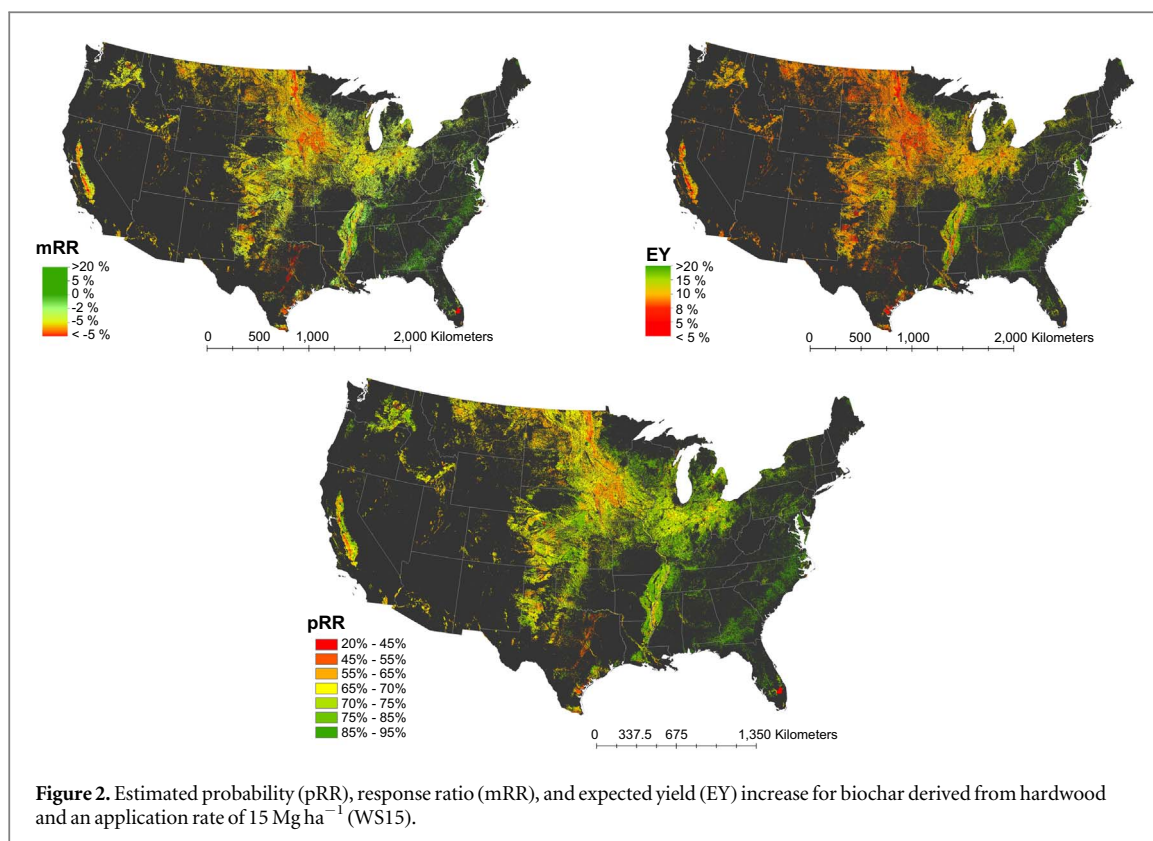 mRR
>20 %
5 %
0 %
-2 %
-5 %
< -5 %
0 500 1,000 2,000 Kilometers
EY
>20 %
15 %
10 %
8 %
5 %
< 5 %
0 500 1,000 2,000 Kilometers
pRR
20% - 45%
45% - 55%
55% - 65%
65% - 70%
70% - 75%
75% - 85%
85% - 95%
0 337.5 675 1,350 Kilometers
Figure 2. Estimated probability (pRR), response ratio (mRR), and expected yield (EY) increase for biochar derived from hardwood
and an application rate of 15 Mg ha⁻¹ (WS15).